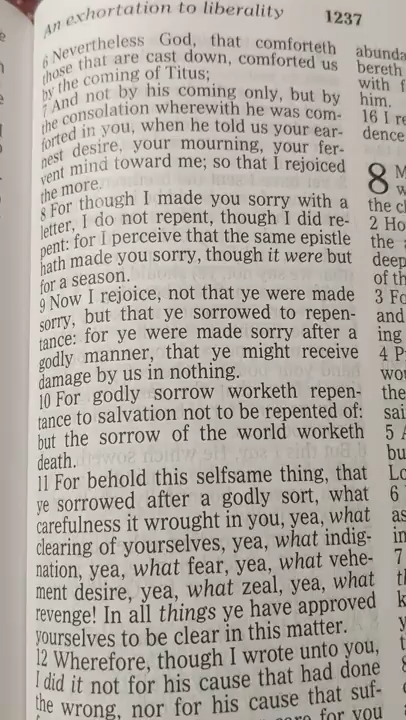 An exhortation to liberality
1237
6 Nevertheless God, that comforteth
those that are cast down, comforted us
by the coming of Titus;
7 And not by his coming only, but by
the consolation wherewith he was com-
forted in you, when he told us your ear-
nest desire, your mourning, your fer-
vent mind toward me; so that I rejoiced
the more.
8 For though I made you sorry with a
letter, I do not repent, though I did re-
pent: for I perceive that the same epistle
hath made you sorry, though it were but
for a season.
9 Now I rejoice, not that ye were made
sorry, but that ye sorrowed to repen-
tance: for ye were made sorry after a
godly manner, that ye might receive
damage by us in nothing.
10 For godly sorrow worketh repen-
tance to salvation not to be repented of:
but the sorrow of the world worketh
death.
11 For behold this selfsame thing, that
ye sorrowed after a godly sort, what
carefulness it wrought in you, yea, what
clearing of yourselves, yea, what indig-
nation, yea, what fear, yea, what vehe-
ment desire, yea, what zeal, yea, what
revenge! In all things ye have approved
yourselves to be clear in this matter.
12 Wherefore, though I wrote unto you,
I did it not for his cause that had done
the wrong, nor for his cause that suf-
for you
abunda
bereth
with
him.
16 I re
dence
8
the
2 Ho
the
deep
of th
3 Fo
and
ing
4
the
sai
5
6
as
in
7